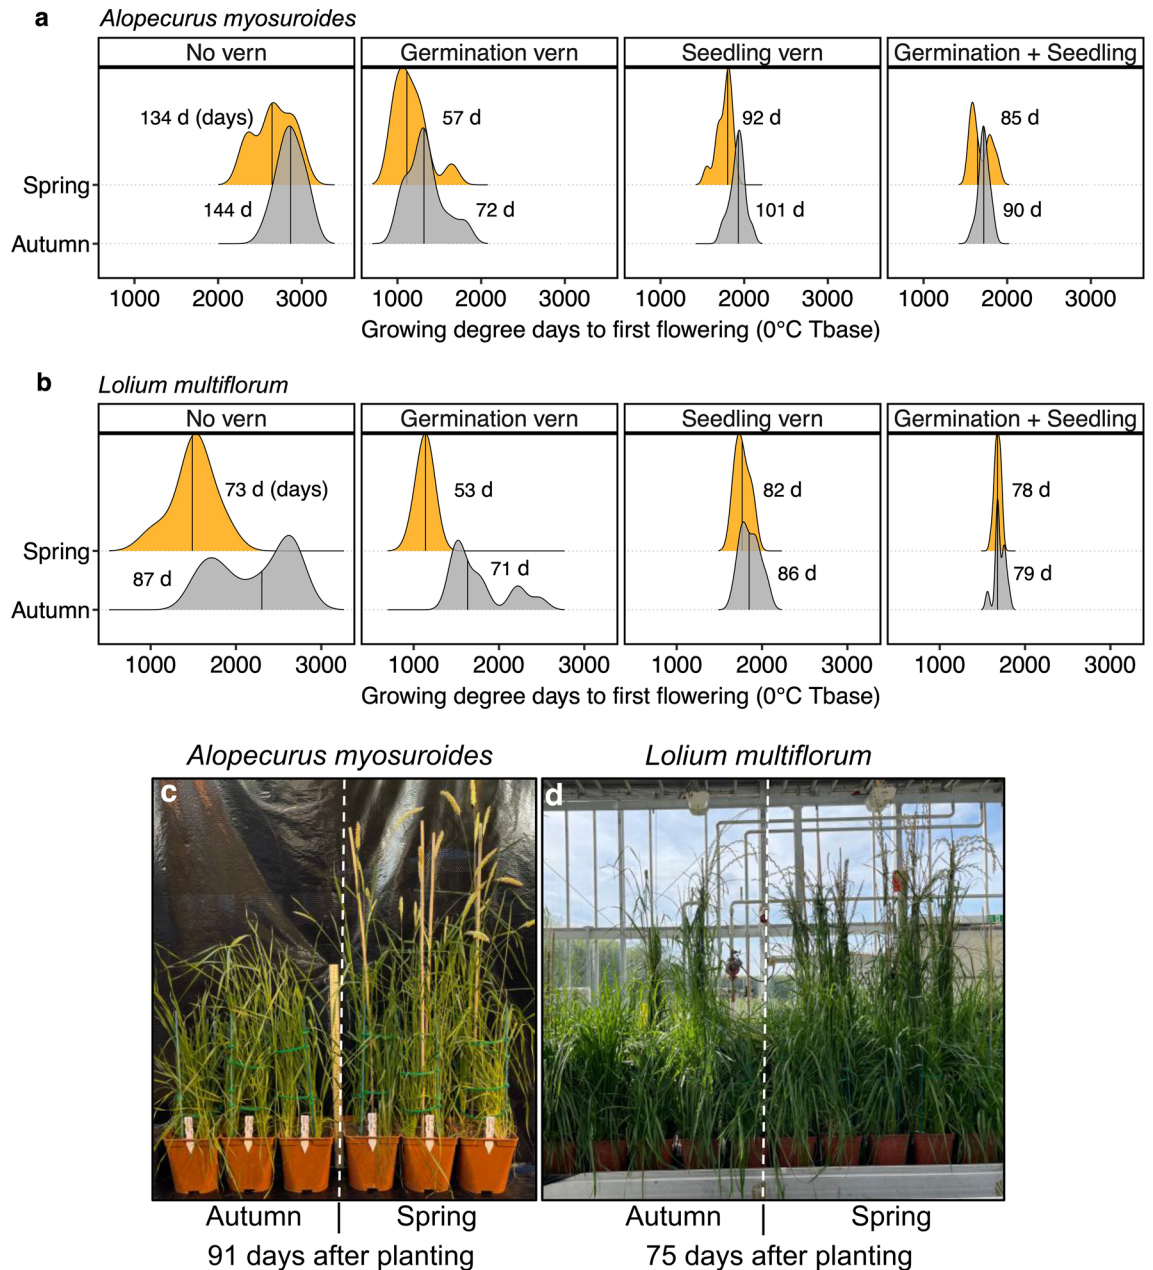 a
Alopecurus myosuroides
No vern
Germination vern
Seedling vern
Germination + Seedling
134 d (days)
57 d
92 d
85 d
Spring
144 d
72 d
101 d
90 d
Autumn
1000 2000 3000 1000 2000 3000 1000 2000 3000 1000 2000 3000
Growing degree days to first flowering (0°C Tbase)
b
Lolium multiflorum
No vern
Germination vern
Seedling vern
Germination + Seedling
73 d (days)
53 d
82 d
78 d
Spring
87 d
71 d
86 d
79 d
Autumn
1000 2000 3000 1000 2000 3000 1000 2000 3000 1000 2000 3000
Growing degree days to first flowering (0°C Tbase)
Alopecurus myosuroides
Lolium multiflorum
c
d
Autumn | Spring
Autumn | Spring
91 days after planting
75 days after planting